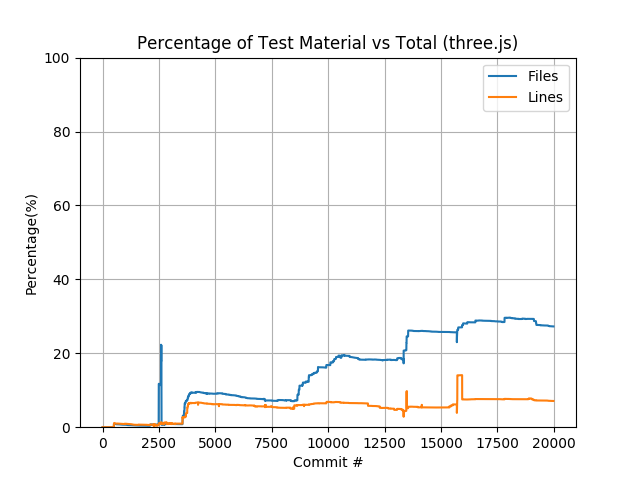 Percentage of Test Material vs Total (three.js)
100
80
60
40
20
0
Percentage(%)
Files
Lines
0 2500 5000 7500 10000 12500 15000 17500 20000
Commit #